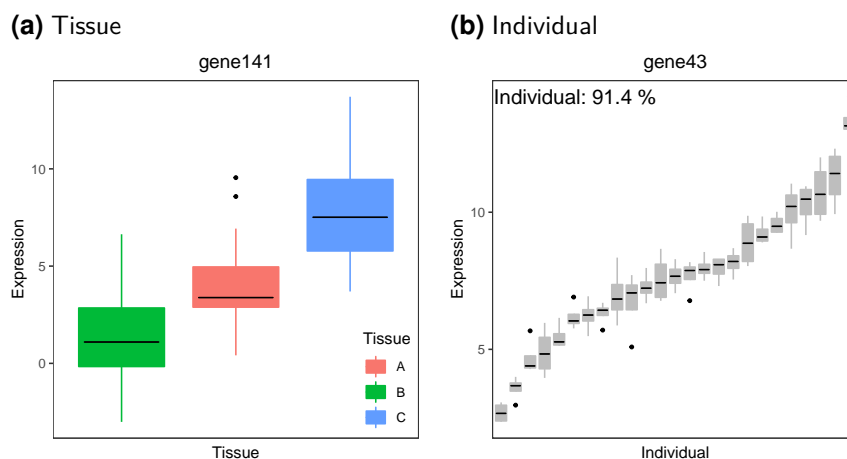 (a) Tissue
gene141
Expression
10
5
0
Tissue
A
B
C
Tissue
(b) Individual
gene43
Individual: 91.4 %
Expression
10
5
Individual